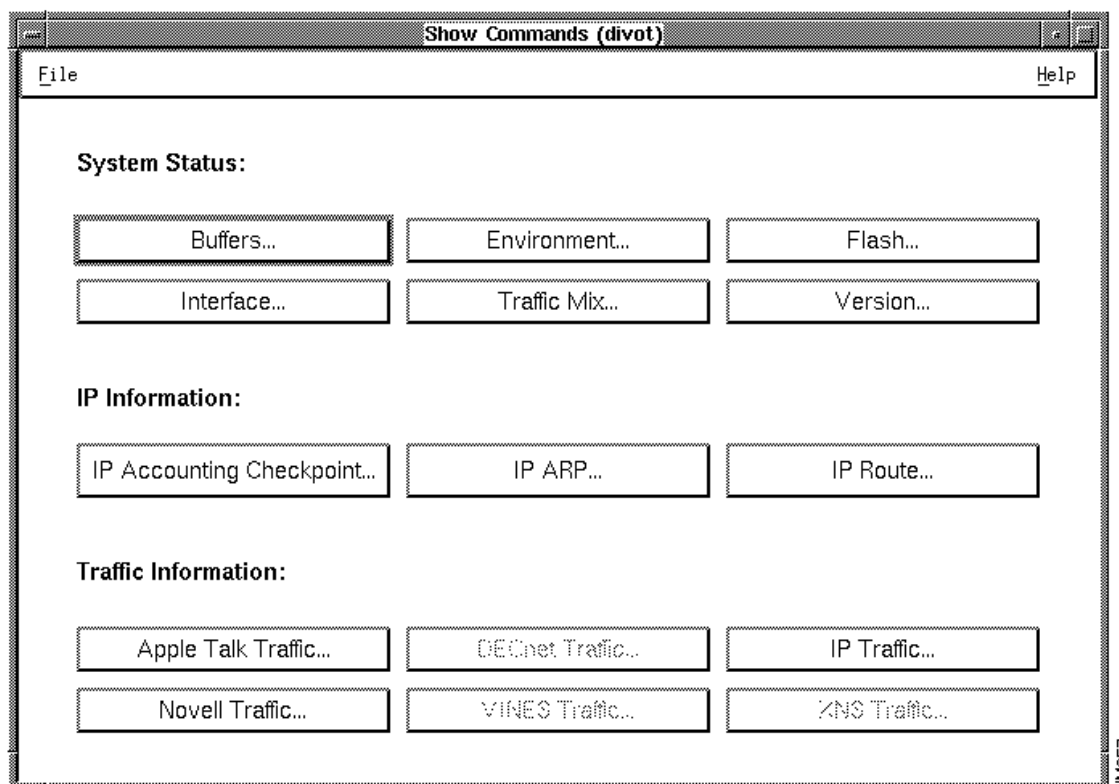 Show Commands (divot)
File Help
System Status:
Buffers... Environment... Flash...
Interface... Traffic Mix... Version...
IP Information:
IP Accounting Checkpoint... IP ARP... IP Route...
Traffic Information:
Apple Talk Traffic... DECnet Traffic... IP Traffic...
Novell Traffic... VINES Traffic... XNS Traffic...